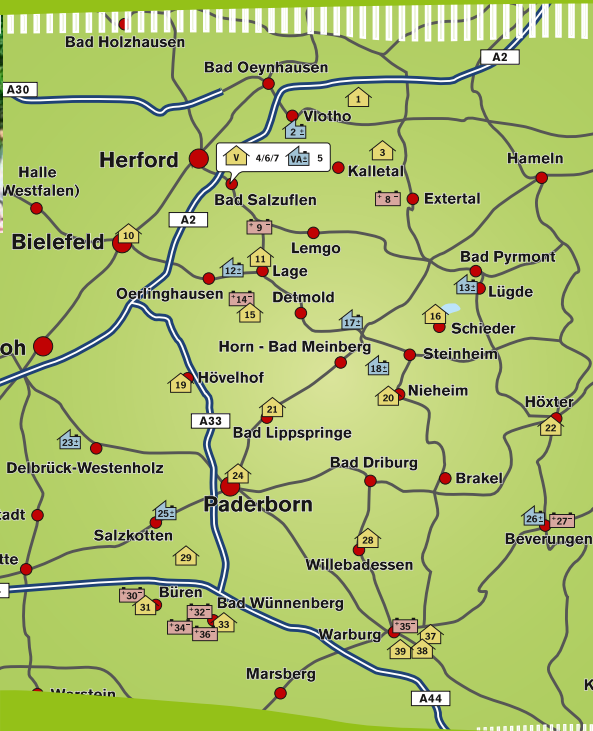 Bad Holzhausen
A2
Bad Oeynhausen
A30
1
Vlotho
2
Herford
V 4/6/7 VA 5
3
Kalletal
Hameln
Halle
Westfalen)
Bad Salzuflen
8
Extertal
A2
9
10
Bielefeld
Lemgo
11
Bad Pyrmont
12
Lage
13
Lügde
Oerlinghausen
14
Detmold
15
16
17
Schieder
oh
Horn - Bad Meinberg
Steinheim
18
Hövelhof
19
20
Nieheim
21
Höxter
A33
Bad Lippspringe
22
23
Delbrück-Westenholz
Bad Driburg
24
Brakel
Paderborn
25
adt
26
27
Salzkotten
Beverungen
28
29
tte
Willebadessen
30
Büren
31
Bad Wünnenberg
32
33
34
36
35
Warburg
37
39
38
Marsberg
Warstein
A44
K